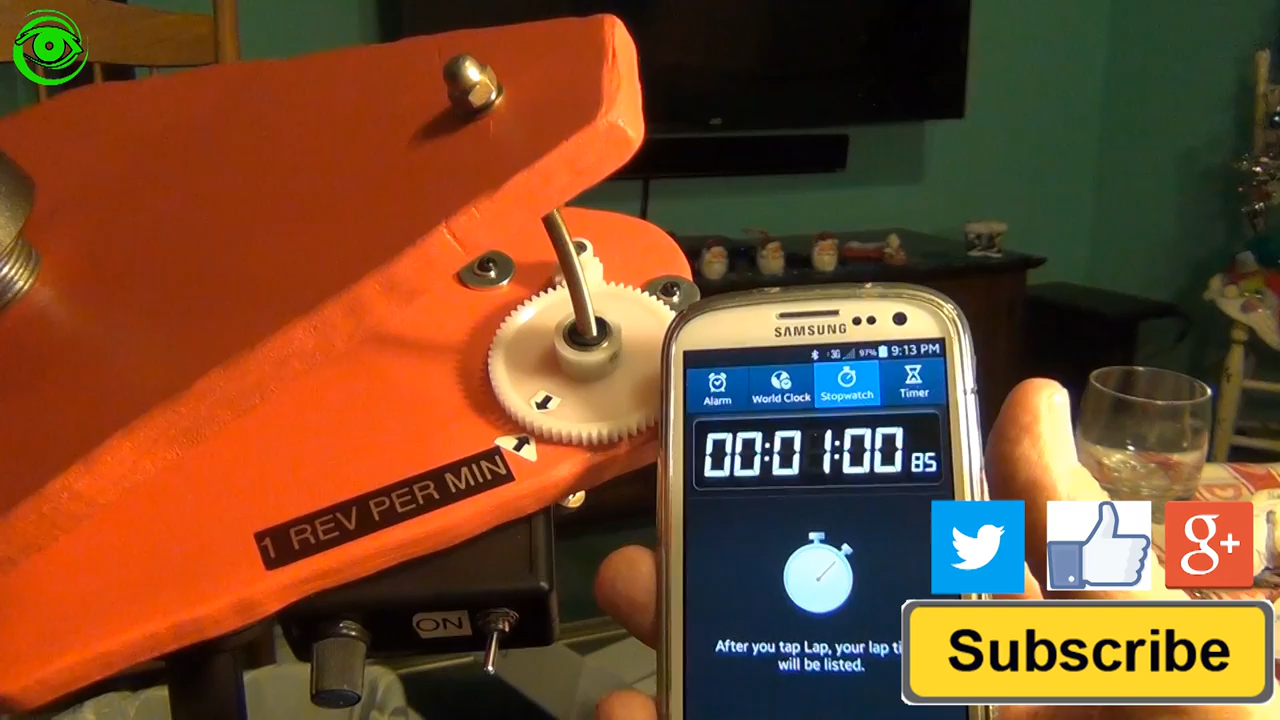 SAMSUNG
3G 97% 9:13 PM
Alarm World Clock Stopwatch Timer
00:01:00 85
After you tap Lap, your lap ti
will be listed.
1 REV PER MIN
ON
g+
Subscribe